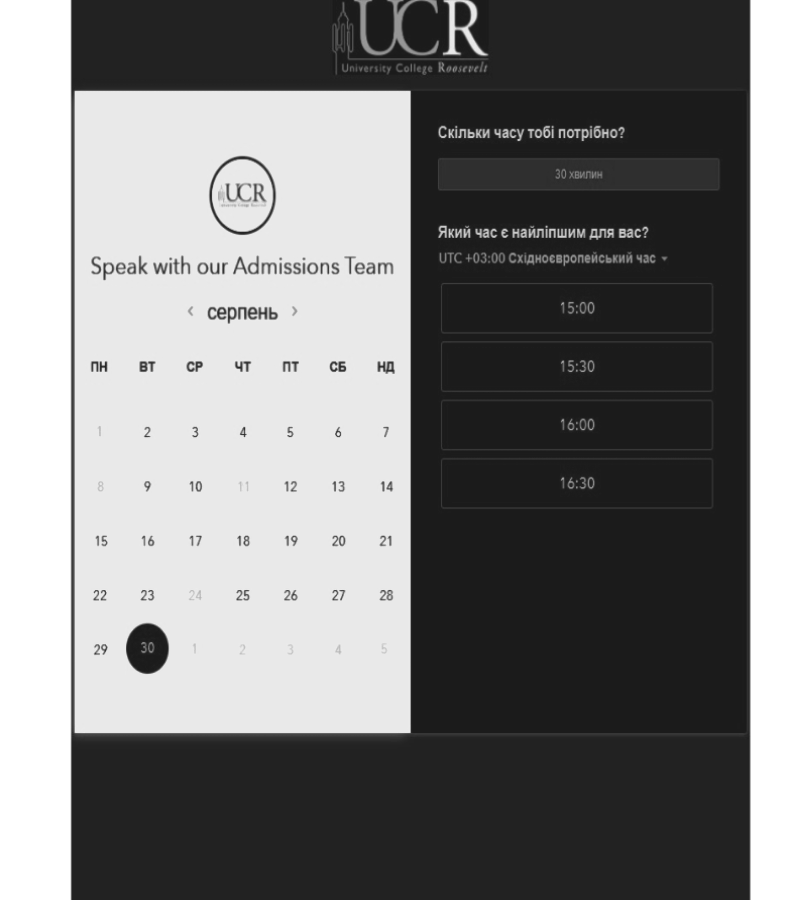 UCR
University College Roosevelt
UCR
Speak with our Admissions Team
‹ серпень ›
ПН ВТ СР ЧТ ПТ СБ НД
1 2 3 4 5 6 7
8 9 10 11 12 13 14
15 16 17 18 19 20 21
22 23 24 25 26 27 28
29 30 1 2 3 4 5
Скільки часу тобі потрібно?
30 хвилин
Який час є найліпшим для вас?
UTC +03:00 Східноєвропейський час
15:00
15:30
16:00
16:30